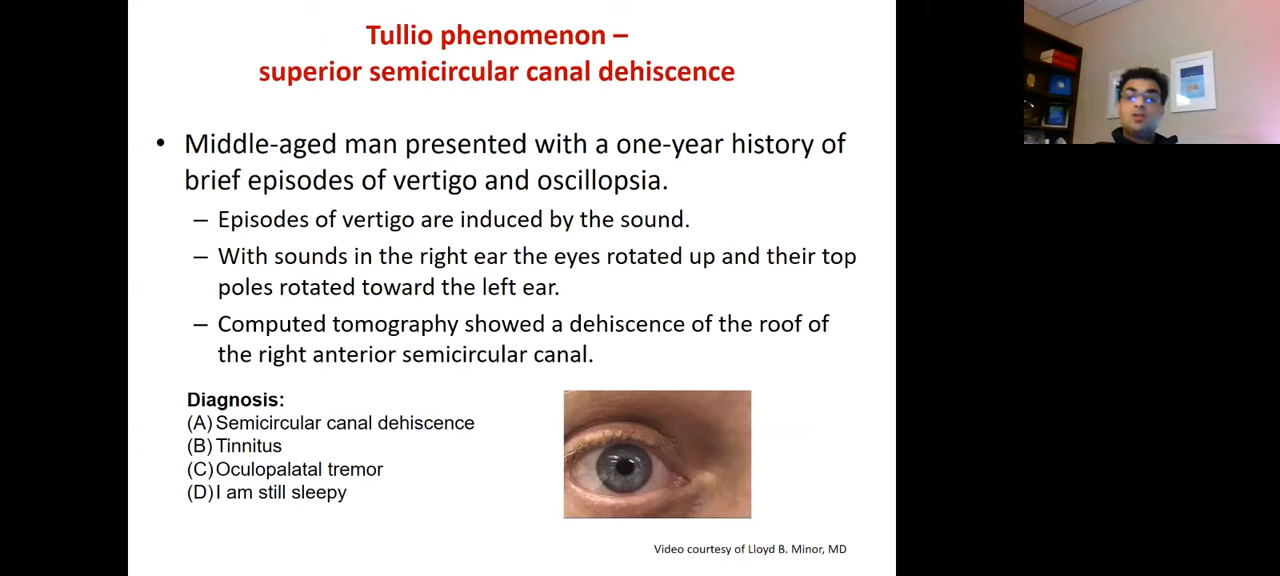 Tullio phenomenon –
superior semicircular canal dehiscence
• Middle-aged man presented with a one-year history of
brief episodes of vertigo and oscillopsia.
– Episodes of vertigo are induced by the sound.
– With sounds in the right ear the eyes rotated up and their top
poles rotated toward the left ear.
– Computed tomography showed a dehiscence of the roof of
the right anterior semicircular canal.
Diagnosis:
(A) Semicircular canal dehiscence
(B) Tinnitus
(C) Oculopalatal tremor
(D) I am still sleepy
Video courtesy of Lloyd B. Minor, MD